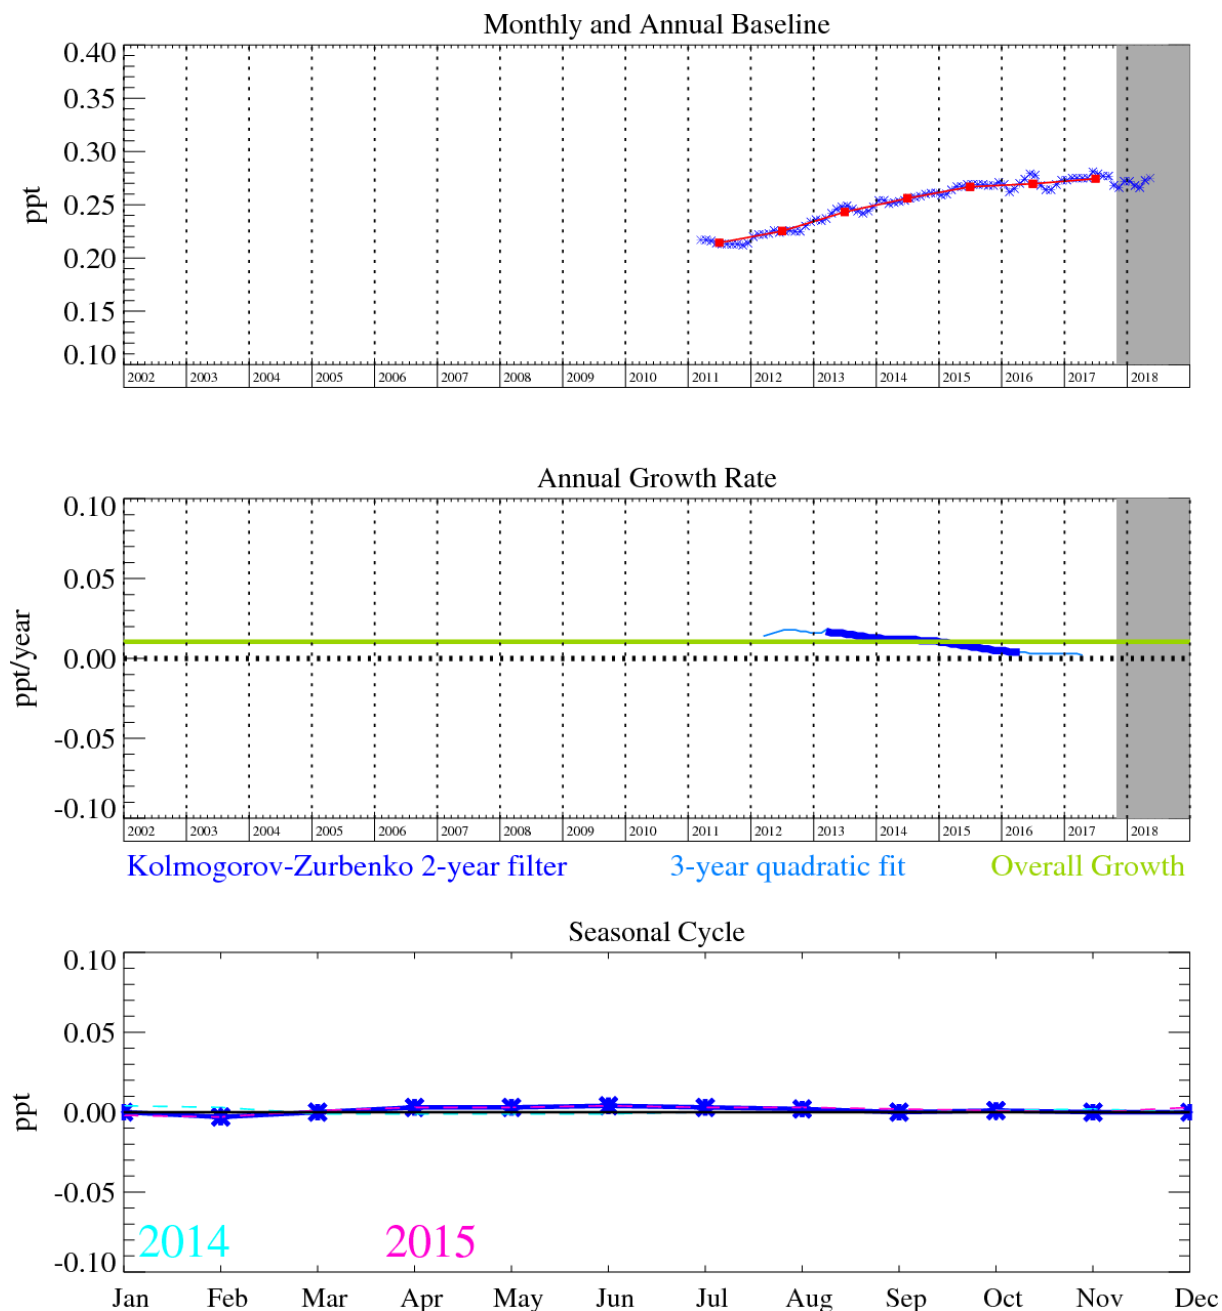 Monthly and Annual Baseline
0.40
0.35
0.30
0.25
0.20
0.15
0.10
ppt
2002 2003 2004 2005 2006 2007 2008 2009 2010 2011 2012 2013 2014 2015 2016 2017 2018
Annual Growth Rate
0.10
0.05
0.00
-0.05
-0.10
ppt/year
2002 2003 2004 2005 2006 2007 2008 2009 2010 2011 2012 2013 2014 2015 2016 2017 2018
Kolmogorov-Zurbenko 2-year filter 3-year quadratic fit Overall Growth
Seasonal Cycle
0.10
0.05
0.00
-0.05
-0.10
ppt
2014 2015
Jan Feb Mar Apr May Jun Jul Aug Sep Oct Nov Dec